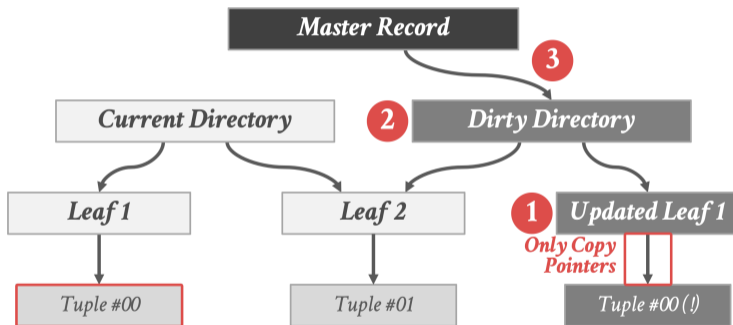 Master Record
3
Current Directory
2
Dirty Directory
Leaf 1
Leaf 2
1
Updated Leaf 1
Only Copy
Pointers
Tuple #00
Tuple #01
Tuple #00 (!)